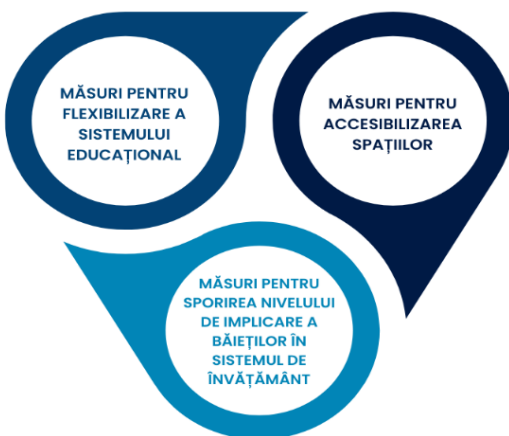 MĂSURI PENTRU
FLEXIBILIZARE A
SISTEMULUI
EDUCAȚIONAL
MĂSURI PENTRU
ACCESIBILIZAREA
SPAȚIILOR
MĂSURI PENTRU
SPORIREA NIVELULUI
DE IMPLICARE A
BĂIEȚILOR ÎN
SISTEMUL DE
ÎNVĂȚĂMÂNT